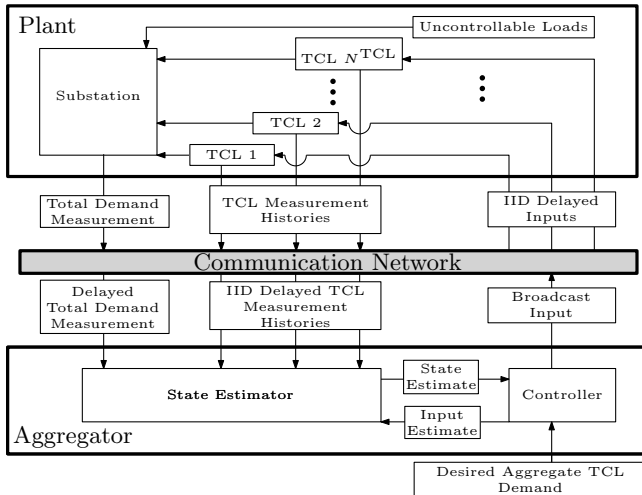 Plant
Uncontrollable Loads
TCL N^TCL
Substation
TCL 2
TCL 1
Total Demand
Measurement
TCL Measurement
Histories
IID Delayed
Inputs
Communication Network
Delayed
Total Demand
Measurement
IID Delayed TCL
Measurement
Histories
Broadcast
Input
State Estimator
State
Estimate
Controller
Input
Estimate
Aggregator
Desired Aggregate TCL
Demand